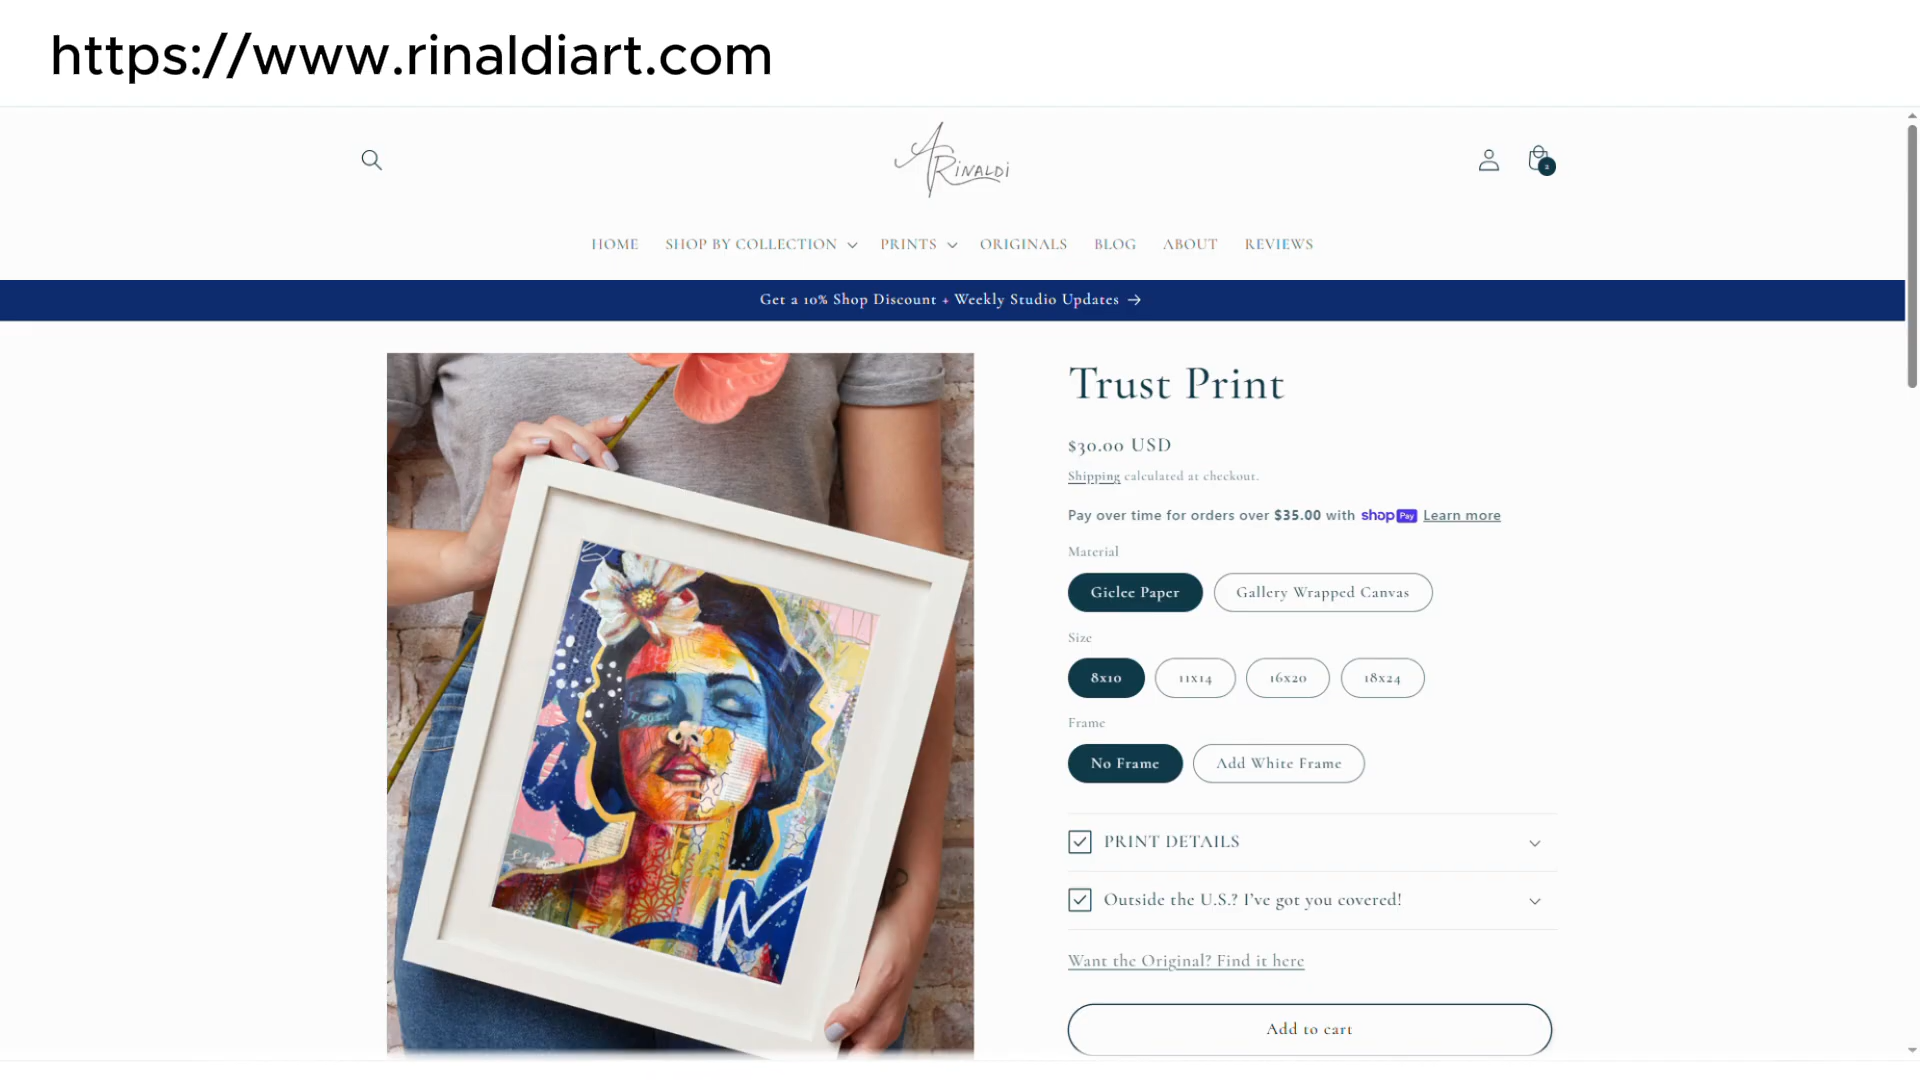 https://www.rinaldiart.com
A Rinaldi
HOME SHOP BY COLLECTION PRINTS ORIGINALS BLOG ABOUT REVIEWS
Get a 10% Shop Discount + Weekly Studio Updates →
Trust Print
$30.00 USD
Shipping calculated at checkout.
Pay over time for orders over $35.00 with shop Pay Learn more
Material
Giclee Paper Gallery Wrapped Canvas
Size
8x10 11x14 16x20 18x24
Frame
No Frame Add White Frame
PRINT DETAILS
Outside the U.S.? I've got you covered!
Want the Original? Find it here
Add to cart
TRUST